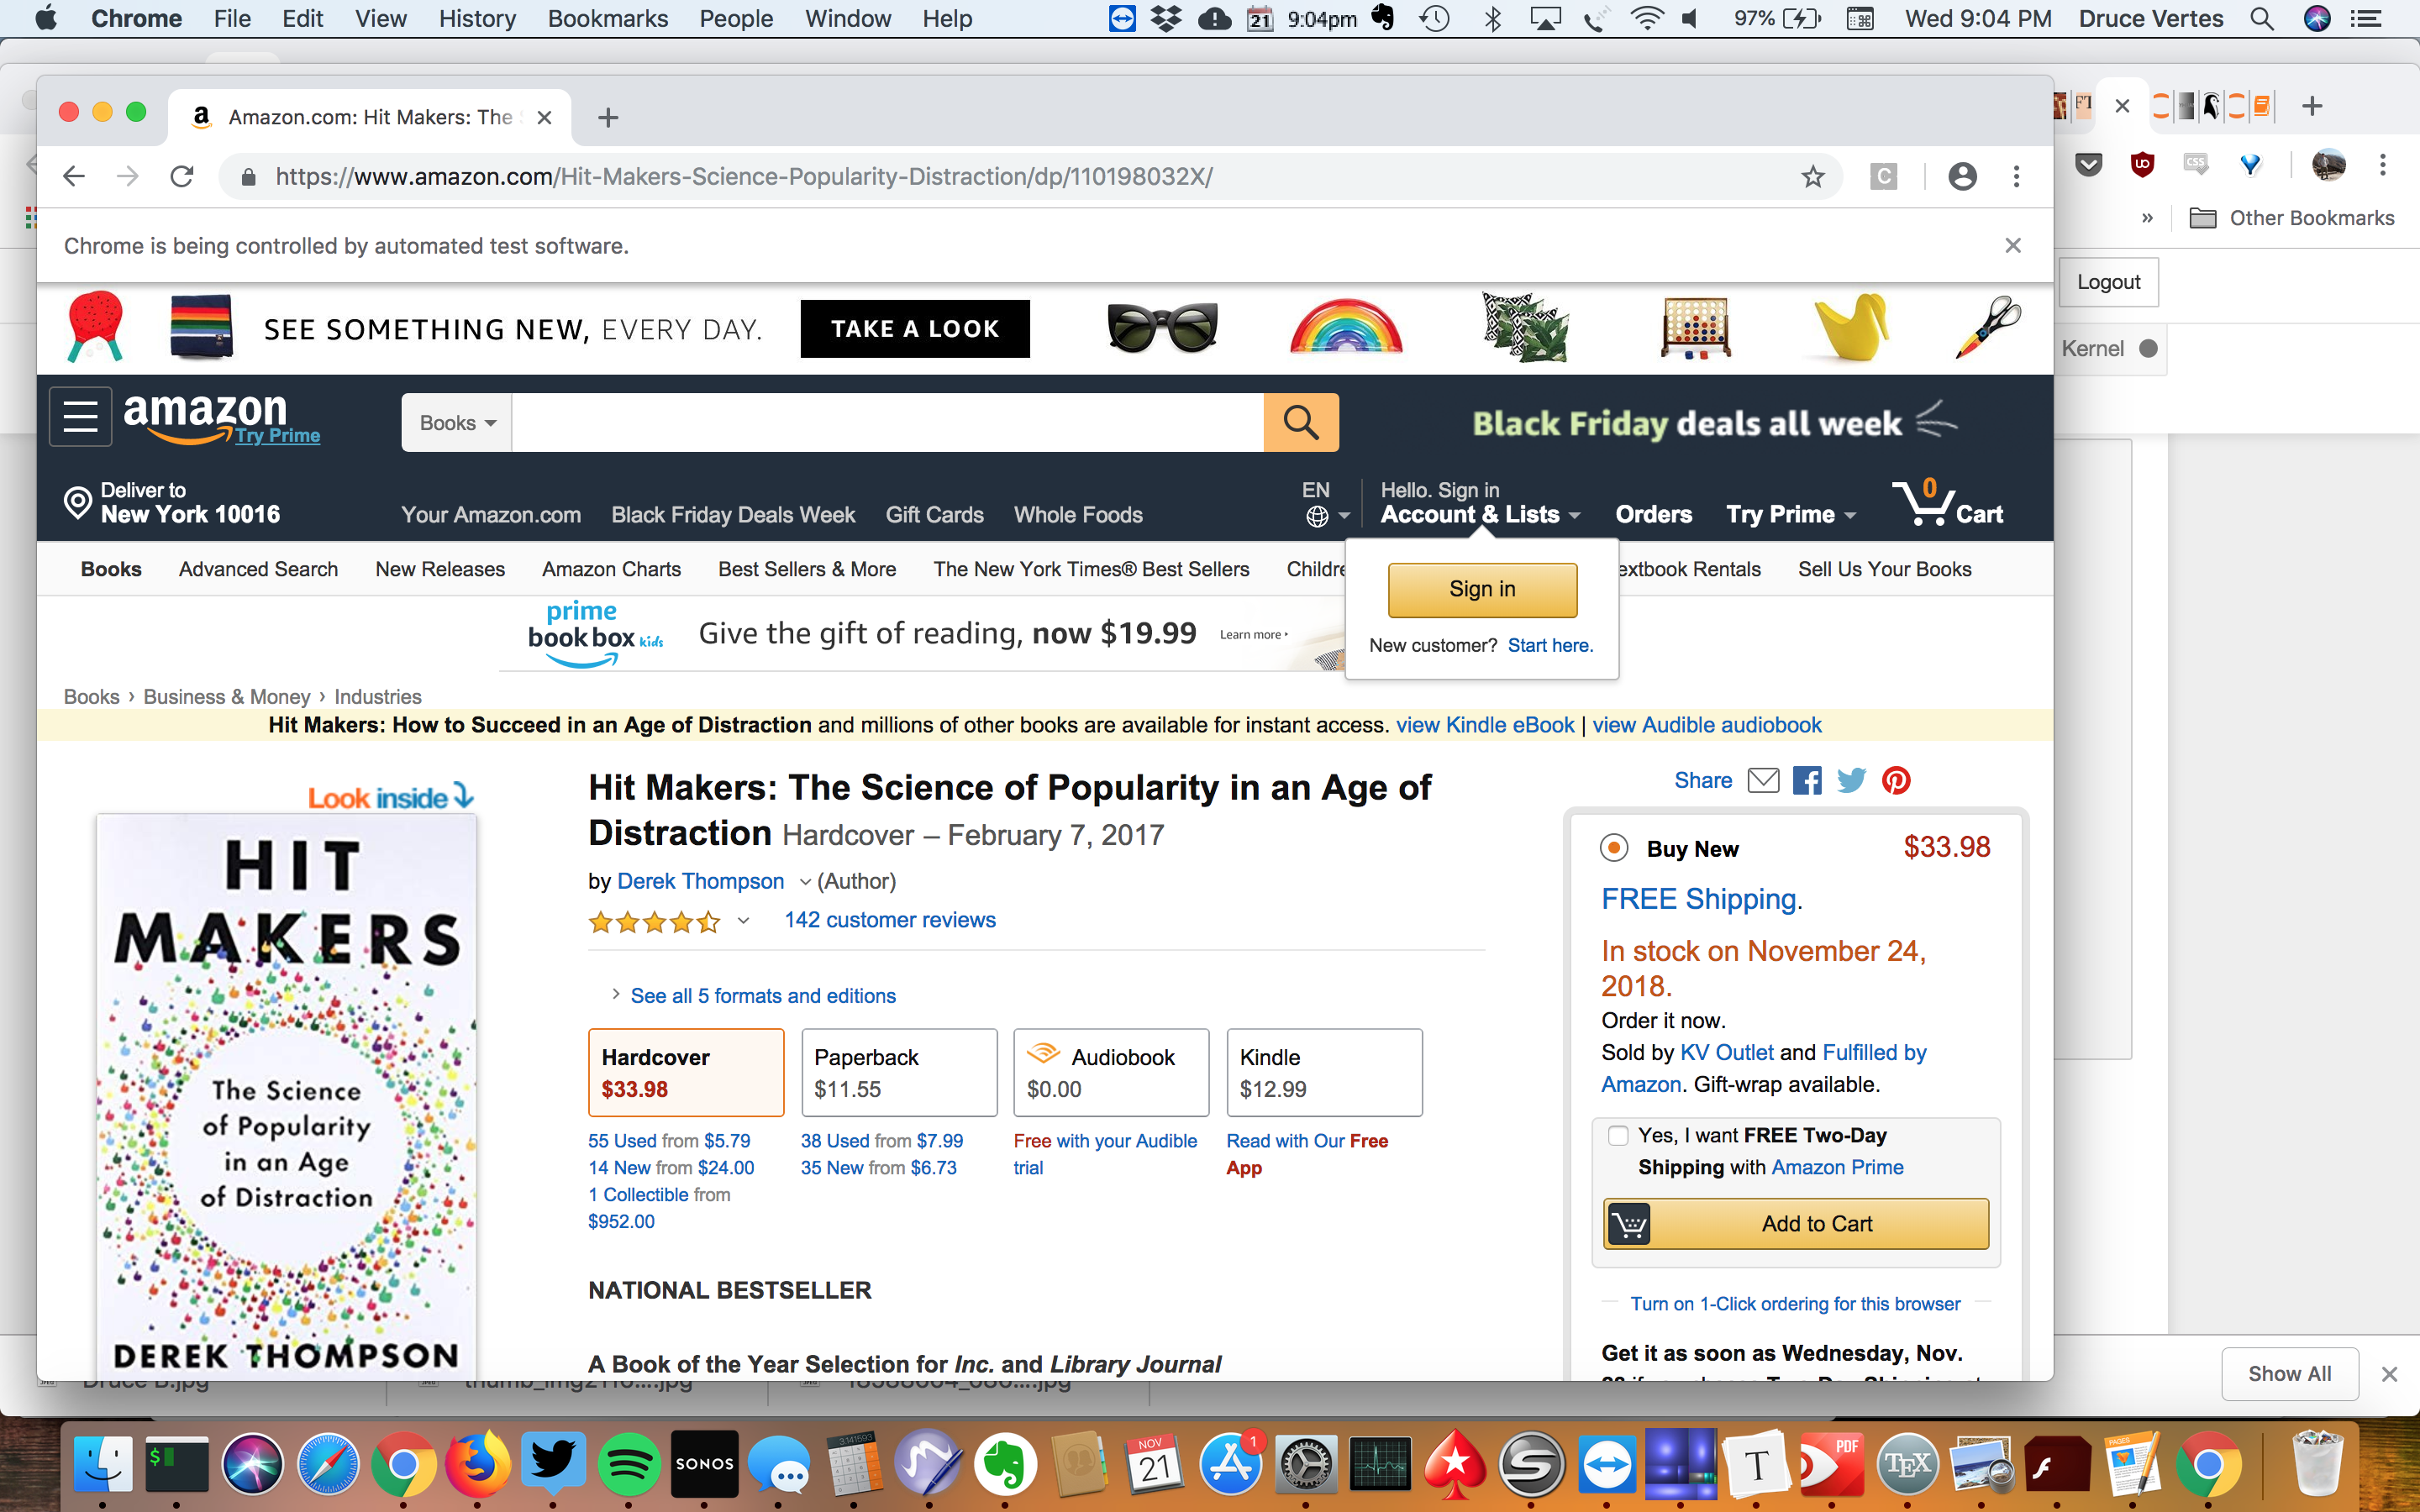 Chrome File Edit View History Bookmarks People Window Help
21 9:04pm 97% Wed 9:04 PM Druce Vertes
Amazon.com: Hit Makers: The
FT
https://www.amazon.com/Hit-Makers-Science-Popularity-Distraction/dp/110198032X/
C
CSS
» Other Bookmarks
Chrome is being controlled by automated test software.
Logout
SEE SOMETHING NEW, EVERY DAY. TAKE A LOOK
Kernel
amazon
Try Prime
Books
Black Friday deals all week
Deliver to
New York 10016
Your Amazon.com Black Friday Deals Week Gift Cards Whole Foods
EN
Hello. Sign in
Account & Lists
Orders Try Prime
0
Cart
Books Advanced Search New Releases Amazon Charts Best Sellers & More The New York Times® Best Sellers Childre extbook Rentals Sell Us Your Books
Sign in
New customer? Start here.
prime
book box kids
Give the gift of reading, now $19.99 Learn more
Books › Business & Money › Industries
Hit Makers: How to Succeed in an Age of Distraction and millions of other books are available for instant access. view Kindle eBook | view Audible audiobook
Look inside
HIT
MAKERS
The Science
of Popularity
in an Age
of Distraction
DEREK THOMPSON
Hit Makers: The Science of Popularity in an Age of
Distraction Hardcover – February 7, 2017
by Derek Thompson (Author)
142 customer reviews
See all 5 formats and editions
Hardcover
$33.98
55 Used from $5.79
14 New from $24.00
1 Collectible from
$952.00
Paperback
$11.55
38 Used from $7.99
35 New from $6.73
Audiobook
$0.00
Free with your Audible
trial
Kindle
$12.99
Read with Our Free
App
NATIONAL BESTSELLER
A Book of the Year Selection for Inc. and Library Journal
Share
Buy New $33.98
FREE Shipping.
In stock on November 24,
2018.
Order it now.
Sold by KV Outlet and Fulfilled by
Amazon. Gift-wrap available.
Yes, I want FREE Two-Day
Shipping with Amazon Prime
Add to Cart
Turn on 1-Click ordering for this browser
Get it as soon as Wednesday, Nov.
Show All
SONOS
3.141593
NOV
21
1
T
PDF
TEX
PAGES